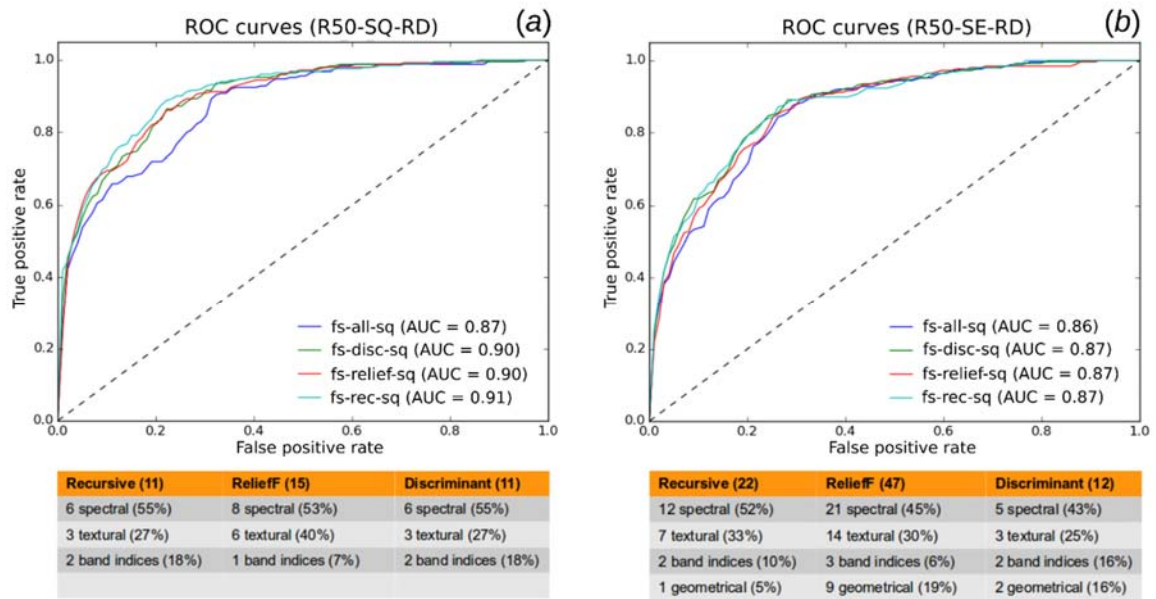 ROC curves (R50-SQ-RD)
(a)
True positive rate
1.0
0.8
0.6
0.4
0.2
0.0
fs-all-sq (AUC = 0.87)
fs-disc-sq (AUC = 0.90)
fs-relief-sq (AUC = 0.90)
fs-rec-sq (AUC = 0.91)
0.0 0.2 0.4 0.6 0.8 1.0
False positive rate
Recursive (11) ReliefF (15) Discriminant (11)
6 spectral (55%) 8 spectral (53%) 6 spectral (55%)
3 textural (27%) 6 textural (40%) 3 textural (27%)
2 band indices (18%) 1 band indices (7%) 2 band indices (18%)
ROC curves (R50-SE-RD)
(b)
True positive rate
1.0
0.8
0.6
0.4
0.2
0.0
fs-all-sq (AUC = 0.86)
fs-disc-sq (AUC = 0.87)
fs-relief-sq (AUC = 0.87)
fs-rec-sq (AUC = 0.87)
0.0 0.2 0.4 0.6 0.8 1.0
False positive rate
Recursive (22) ReliefF (47) Discriminant (12)
12 spectral (52%) 21 spectral (45%) 5 spectral (43%)
7 textural (33%) 14 textural (30%) 3 textural (25%)
2 band indices (10%) 3 band indices (6%) 2 band indices (16%)
1 geometrical (5%) 9 geometrical (19%) 2 geometrical (16%)